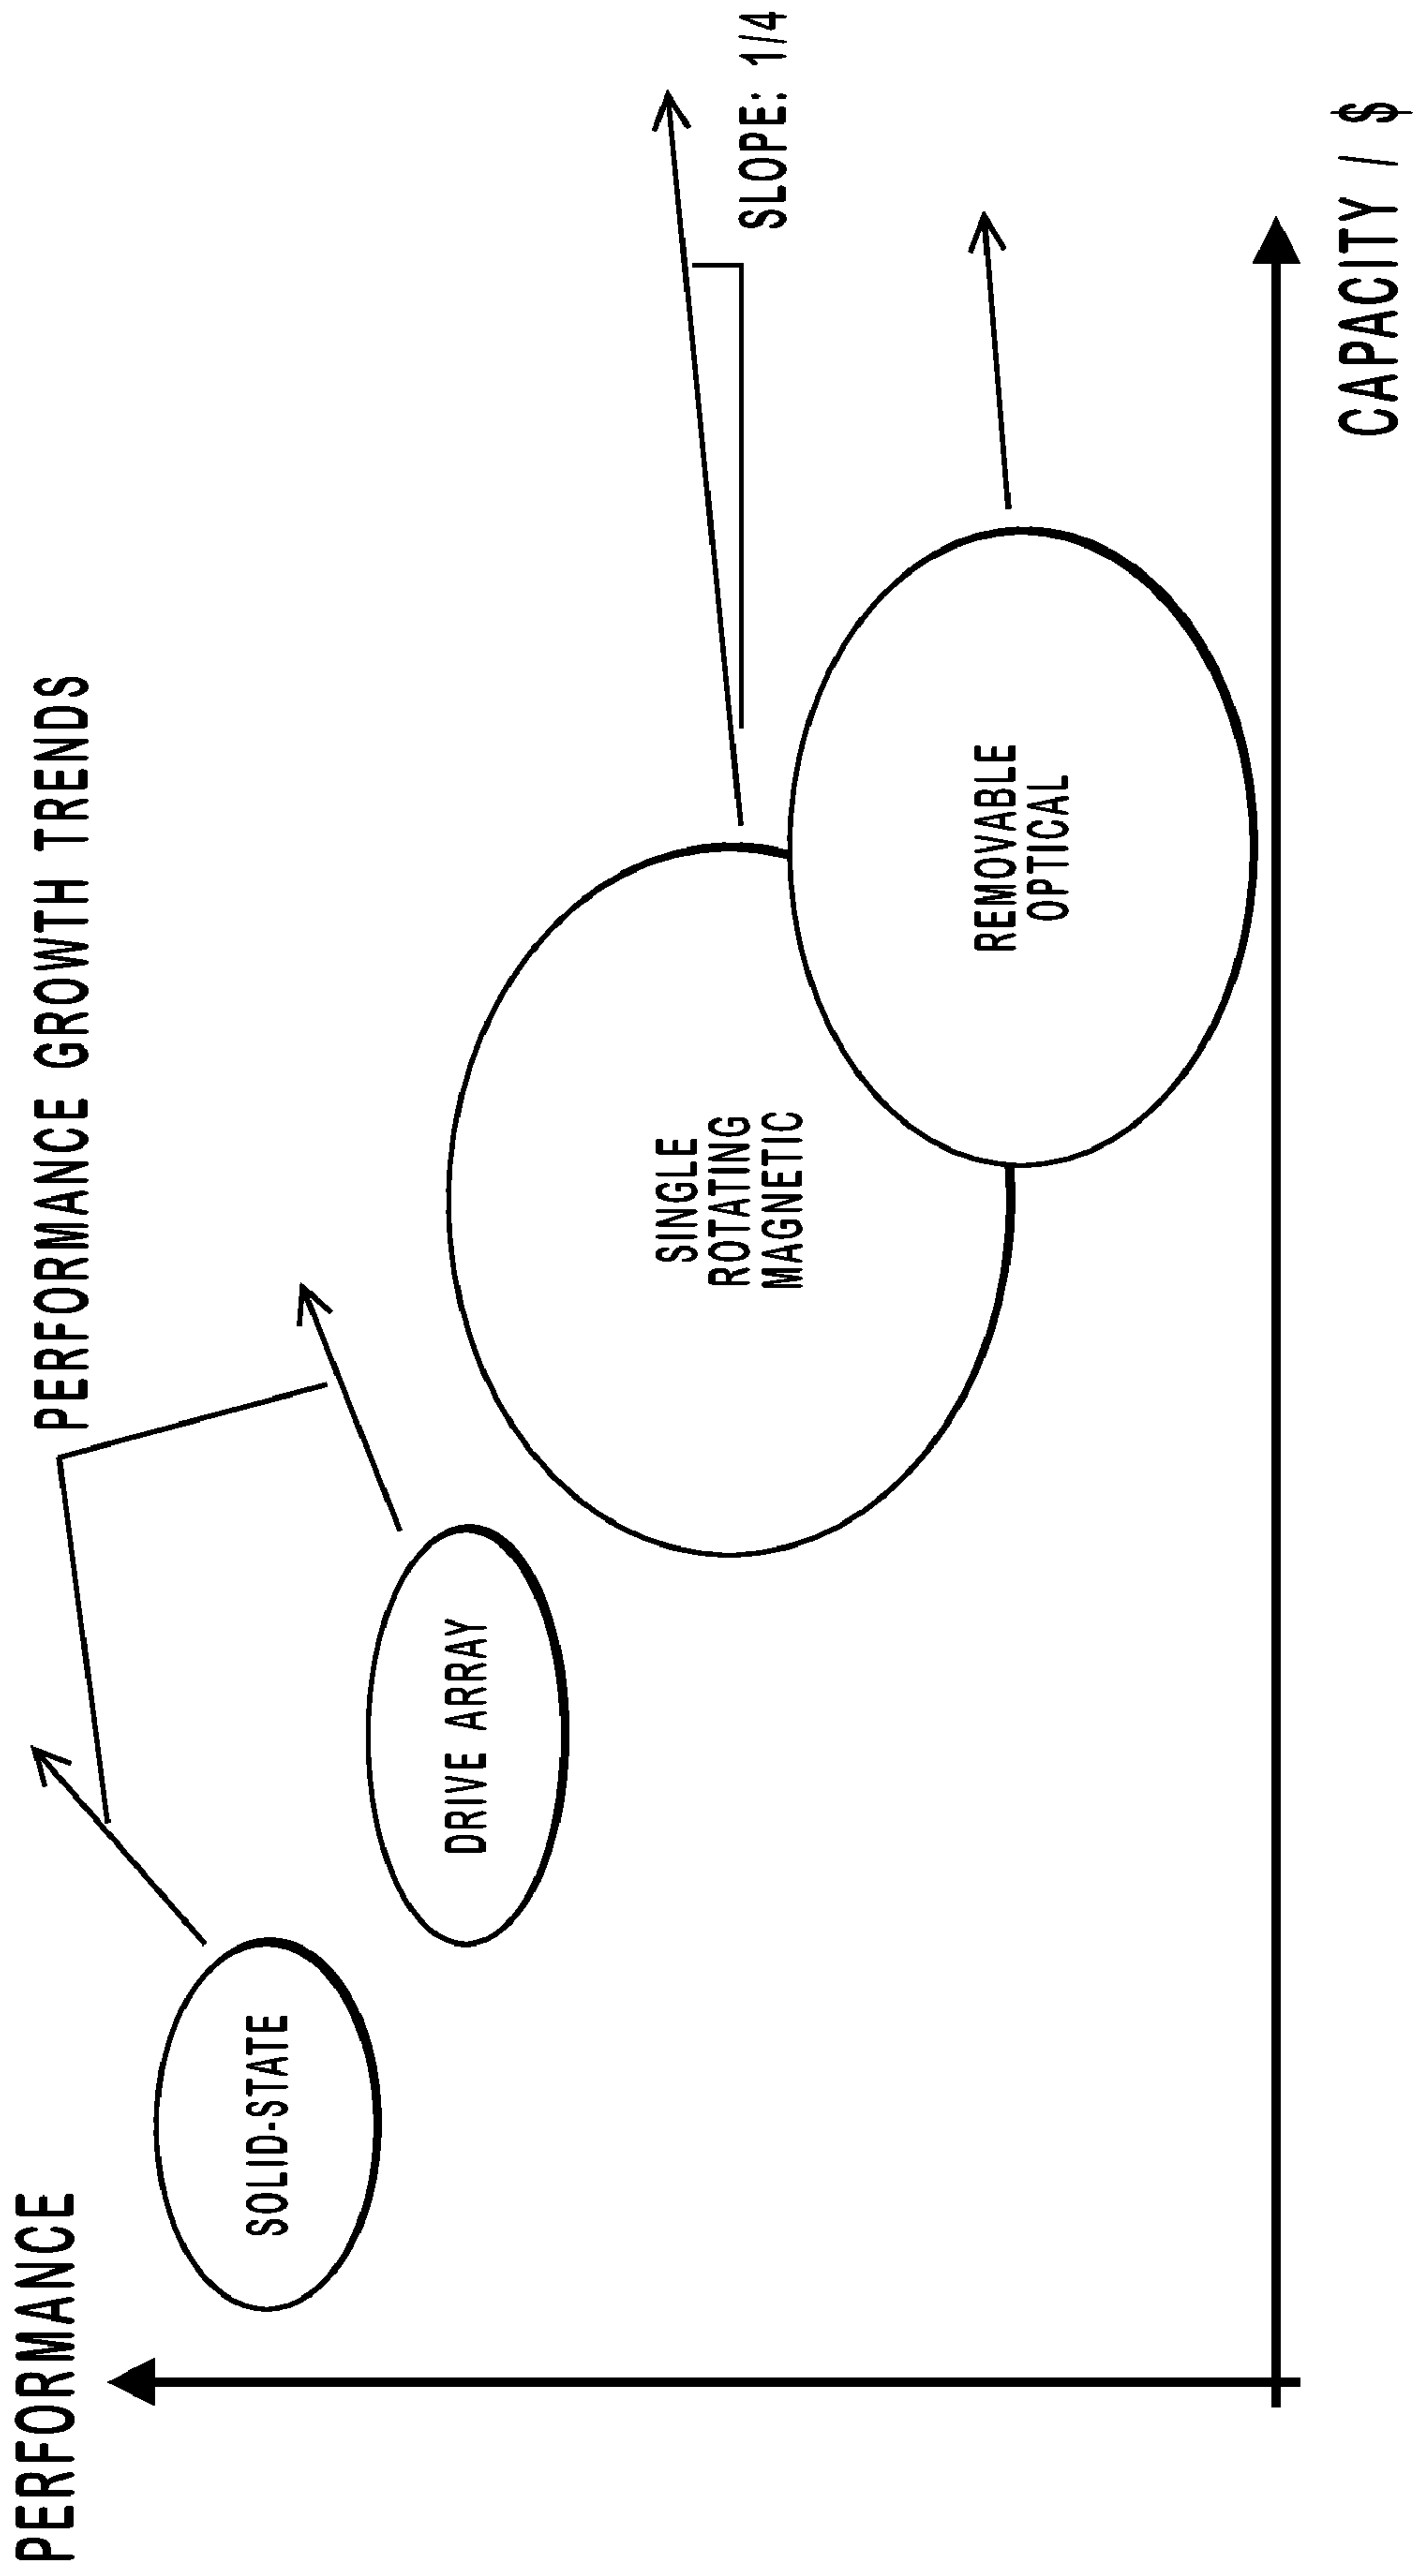 PERFORMANCE
PERFORMANCE GROWTH TRENDS
SOLID-STATE
DRIVE ARRAY
SINGLE
ROTATING
MAGNETIC
SLOPE: 1/4
REMOVABLE
OPTICAL
CAPACITY / $